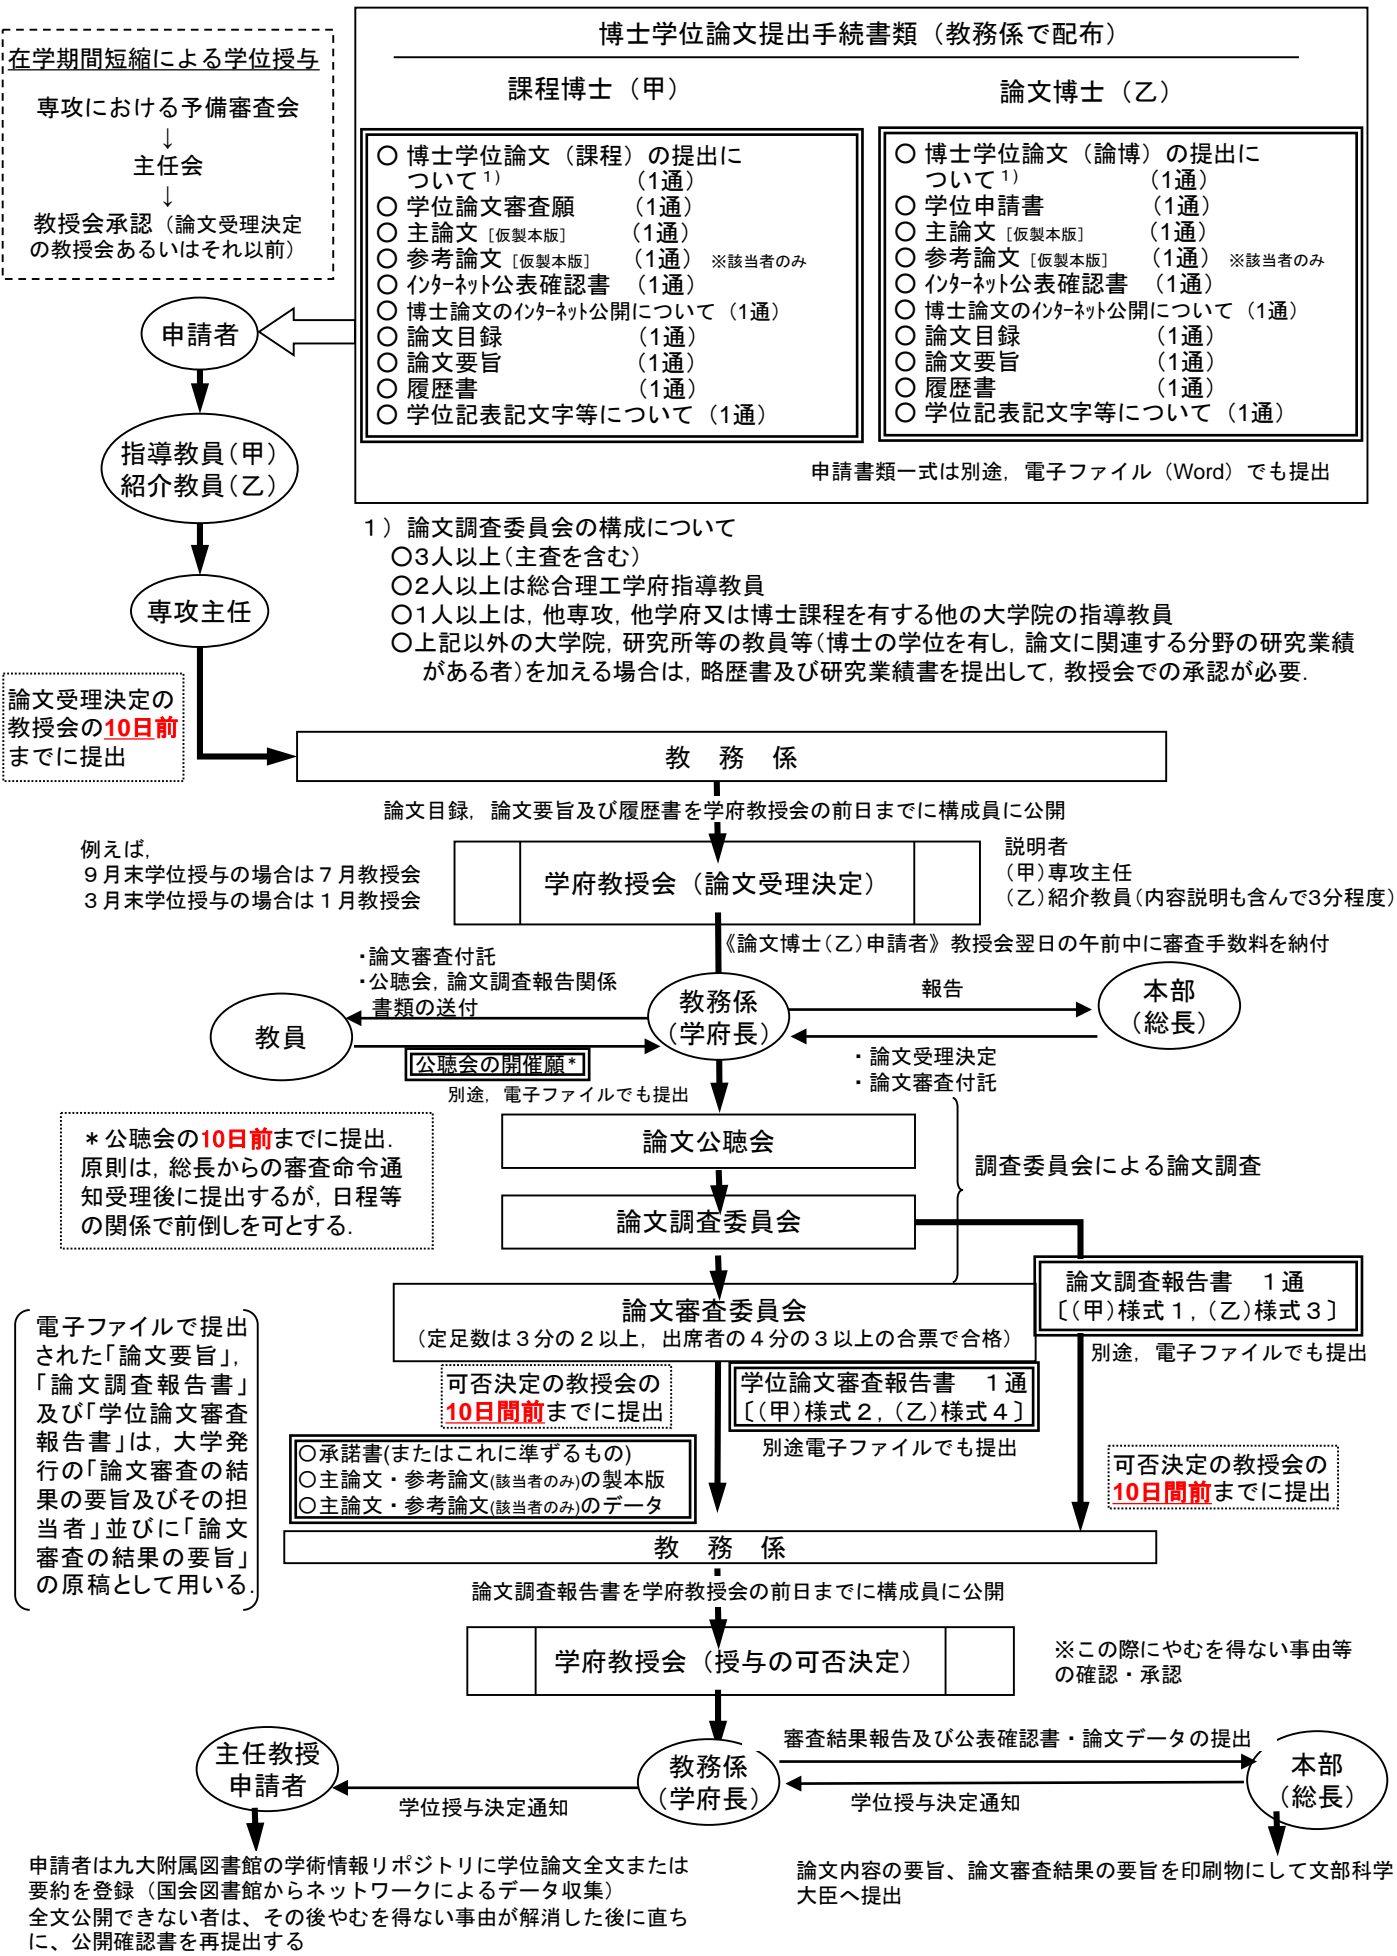 在学期間短縮による学位授与
専攻における予備審査会
↓
主任会
↓
教授会承認（論文受理決定
の教授会あるいはそれ以前）
博士学位論文提出手続書類（教務係で配布）
課程博士（甲）
○ 博士学位論文（課程）の提出に
ついて1)　（1通）
○ 学位論文審査願　（1通）
○ 主論文［仮製本版］　（1通）
○ 参考論文［仮製本版］　（1通）　※該当者のみ
○ インターネット公表確認書　（1通）
○ 博士論文のインターネット公開について（1通）
○ 論文目録　（1通）
○ 論文要旨　（1通）
○ 履歴書　（1通）
○ 学位記表記文字等について（1通）
論文博士（乙）
○ 博士学位論文（論博）の提出に
ついて1)　（1通）
○ 学位申請書　（1通）
○ 主論文［仮製本版］　（1通）
○ 参考論文［仮製本版］　（1通）　※該当者のみ
○ インターネット公表確認書　（1通）
○ 博士論文のインターネット公開について（1通）
○ 論文目録　（1通）
○ 論文要旨　（1通）
○ 履歴書　（1通）
○ 学位記表記文字等について（1通）
申請書類一式は別途，電子ファイル（Word）でも提出
申請者
指導教員(甲)
紹介教員(乙)
専攻主任
１） 論文調査委員会の構成について
○3人以上(主査を含む)
○2人以上は総合理工学府指導教員
○1人以上は，他専攻，他学府又は博士課程を有する他の大学院の指導教員
○上記以外の大学院，研究所等の教員等(博士の学位を有し，論文に関連する分野の研究業績
がある者)を加える場合は，略歴書及び研究業績書を提出して，教授会での承認が必要.
論文受理決定の
教授会の10日前
までに提出
教　務　係
論文目録，論文要旨及び履歴書を学府教授会の前日までに構成員に公開
例えば，
９月末学位授与の場合は７月教授会
３月末学位授与の場合は１月教授会
学府教授会（論文受理決定）
説明者
(甲)専攻主任
(乙)紹介教員(内容説明も含んで3分程度)
《論文博士(乙)申請者》教授会翌日の午前中に審査手数料を納付
・論文審査付託
・公聴会，論文調査報告関係
書類の送付
教員
教務係
(学府長)
報告
本部
(総長)
公聴会の開催願*
別途，電子ファイルでも提出
・論文受理決定
・論文審査付託
＊公聴会の10日前までに提出.
原則は，総長からの審査命令通
知受理後に提出するが，日程等
の関係で前倒しを可とする.
論文公聴会
調査委員会による論文調査
論文調査委員会
論文調査報告書　１通
〔(甲)様式１，(乙)様式３〕
別途，電子ファイルでも提出
論文審査委員会
（定足数は３分の２以上，出席者の４分の３以上の合票で合格）
電子ファイルで提出
された「論文要旨」，
「論文調査報告書」
及び「学位論文審査
報告書」は，大学発
行の「論文審査の結
果の要旨及びその担
当者」並びに「論文
審査の結果の要旨」
の原稿として用いる.
可否決定の教授会の
10日間前までに提出
学位論文審査報告書　１通
〔(甲)様式２，(乙)様式４〕
別途電子ファイルでも提出
○承諾書(またはこれに準ずるもの)
○主論文・参考論文(該当者のみ)の製本版
○主論文・参考論文(該当者のみ)のデータ
可否決定の教授会の
10日間前までに提出
教　務　係
論文調査報告書を学府教授会の前日までに構成員に公開
学府教授会（授与の可否決定）
※この際にやむを得ない事由等
の確認・承認
主任教授
申請者
学位授与決定通知
教務係
(学府長)
審査結果報告及び公表確認書・論文データの提出
学位授与決定通知
本部
(総長)
申請者は九大附属図書館の学術情報リポジトリに学位論文全文または
要約を登録（国会図書館からネットワークによるデータ収集）
全文公開できない者は、その後やむを得ない事由が解消した後に直ち
に、公開確認書を再提出する
論文内容の要旨、論文審査結果の要旨を印刷物にして文部科学
大臣へ提出